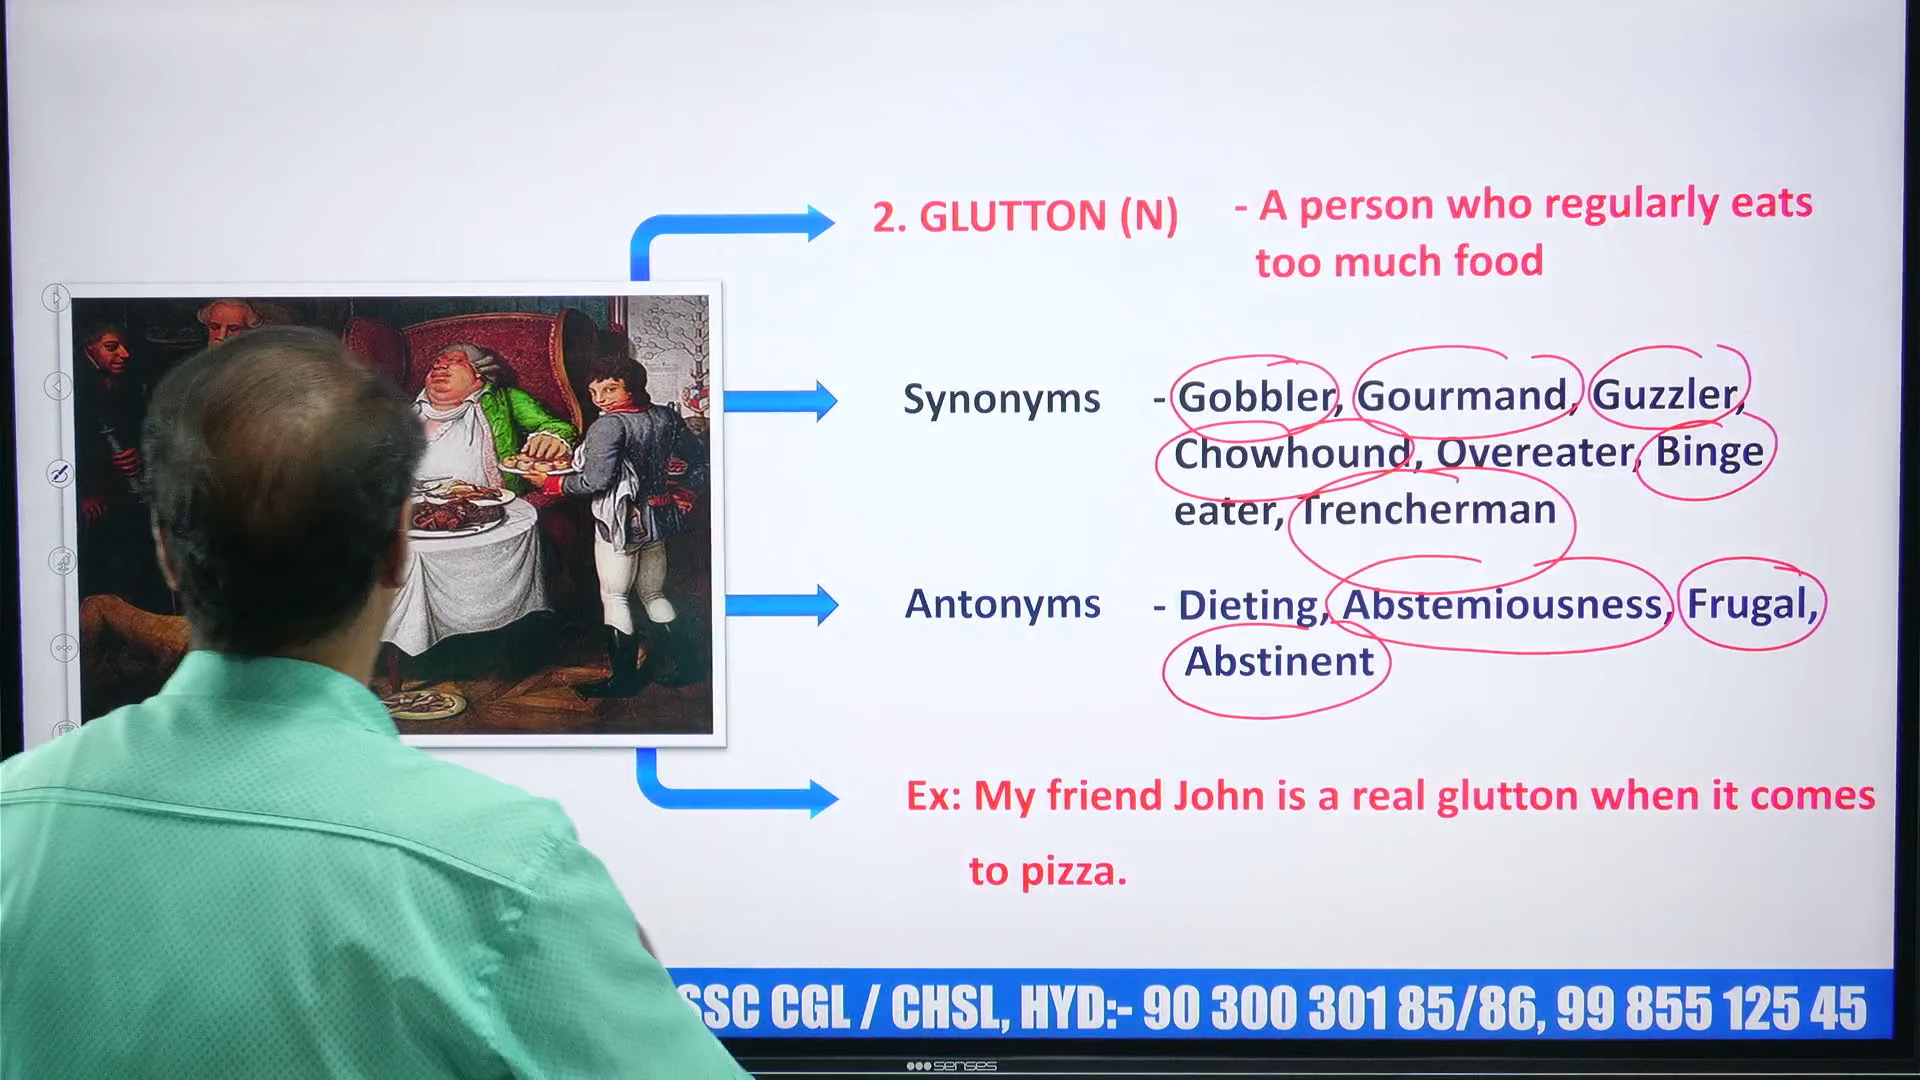 2. GLUTTON (N) - A person who regularly eats
too much food
Synonyms - Gobbler, Gourmand, Guzzler,
Chowhound, Overeater, Binge
eater, Trencherman
Antonyms - Dieting, Abstemiousness, Frugal,
Abstinent
Ex: My friend John is a real glutton when it comes
to pizza.
SSC CGL / CHSL, HYD:- 90 300 301 85/86, 99 855 125 45
senses